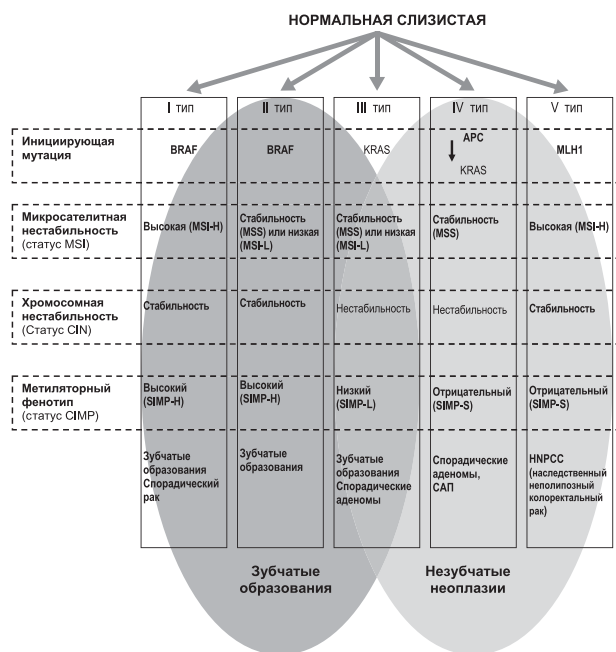 НОРМАЛЬНАЯ СЛИЗИСТАЯ
I тип
II тип
III тип
IV тип
V тип
Инициирующая
мутация
BRAF
BRAF
KRAS
APC
KRAS
MLH1
Микросателитная
нестабильность
(статус MSI)
Высокая (MSI-H)
Стабильность
(MSS) или низкая
(MSI-L)
Стабильность
(MSS) или низкая
(MSI-L)
Стабильность
(MSS)
Высокая (MSI-H)
Хромосомная
нестабильность
(Статус CIN)
Стабильность
Стабильность
Нестабильность
Нестабильность
Стабильность
Метиляторный
фенотип
(статус CIMP)
Высокий
(SIMP-H)
Высокий
(SIMP-H)
Низкий
(SIMP-L)
Отрицательный
(SIMP-S)
Отрицательный
(SIMP-S)
Зубчатые
образования
Спорадический
рак
Зубчатые
образования
Зубчатые
образования
Спорадические
аденомы
Спорадические
аденомы,
САП
HNPCC
(наследственный
неполипозный
колоректальный
рак)
Зубчатые
образования
Незубчатые
неоплазии